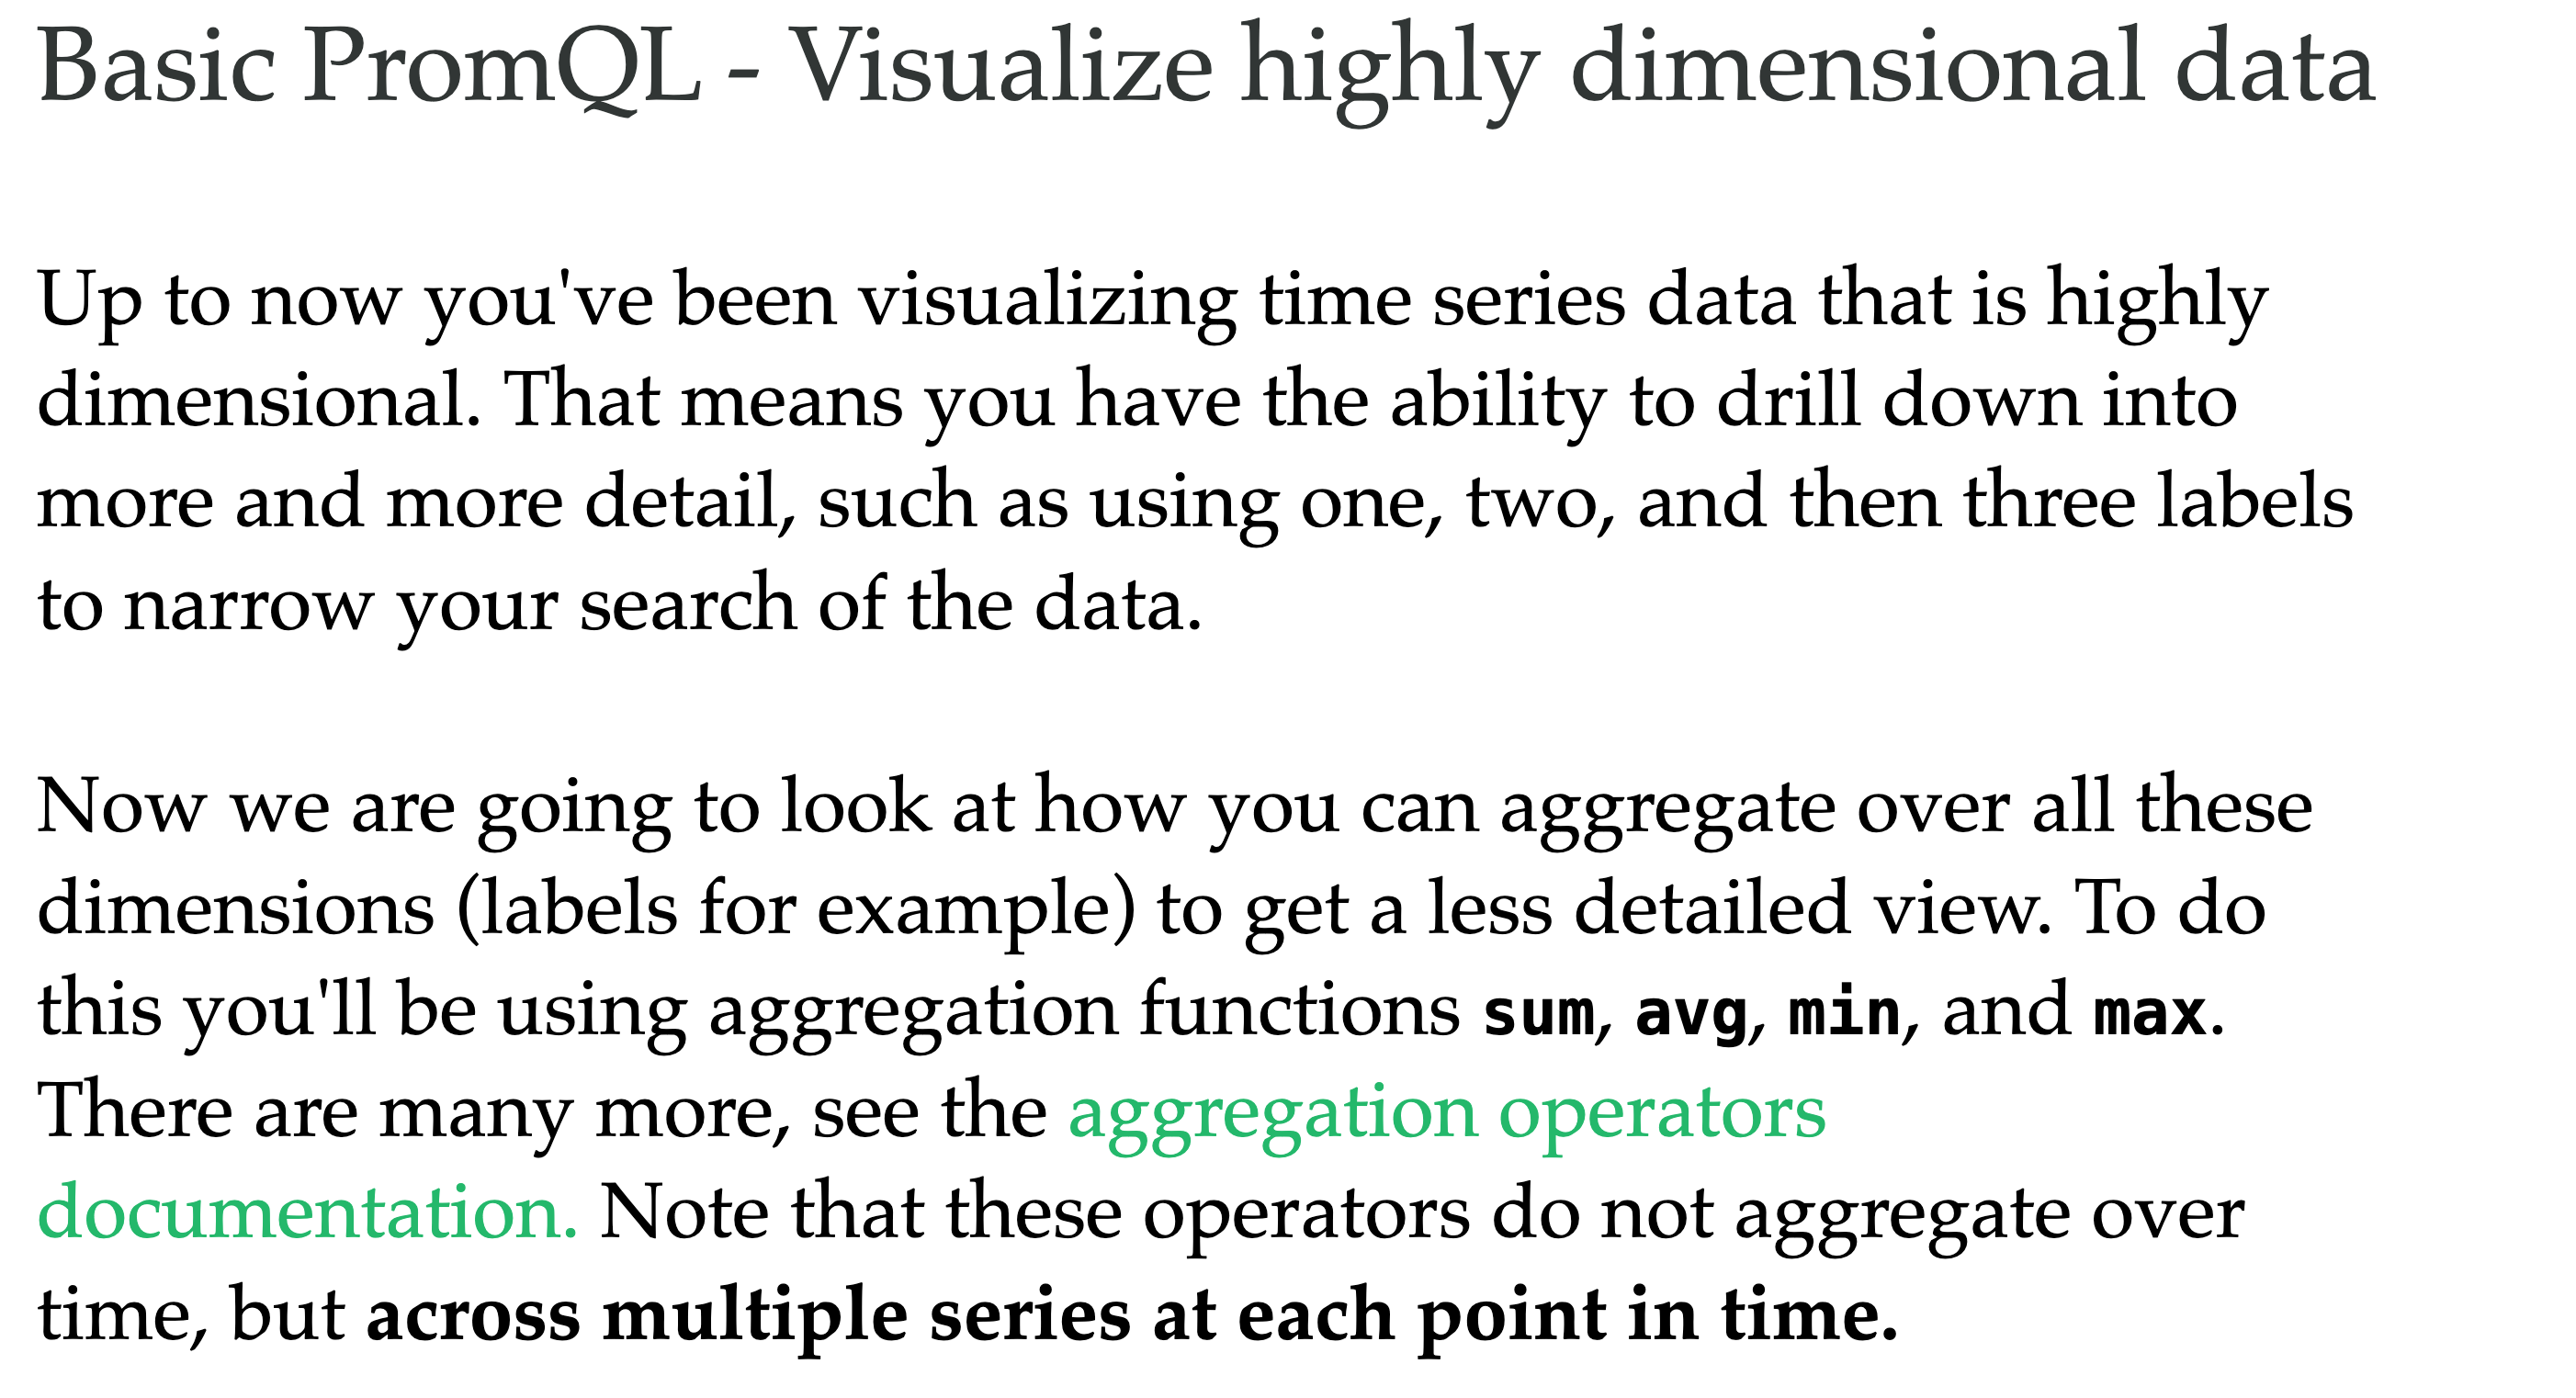 Basic PromQL - Visualize highly dimensional data
Up to now you've been visualizing time series data that is highly
dimensional. That means you have the ability to drill down into
more and more detail, such as using one, two, and then three labels
to narrow your search of the data.
Now we are going to look at how you can aggregate over all these
dimensions (labels for example) to get a less detailed view. To do
this you'll be using aggregation functions sum, avg, min, and max.
There are many more, see the aggregation operators
documentation. Note that these operators do not aggregate over
time, but across multiple series at each point in time.